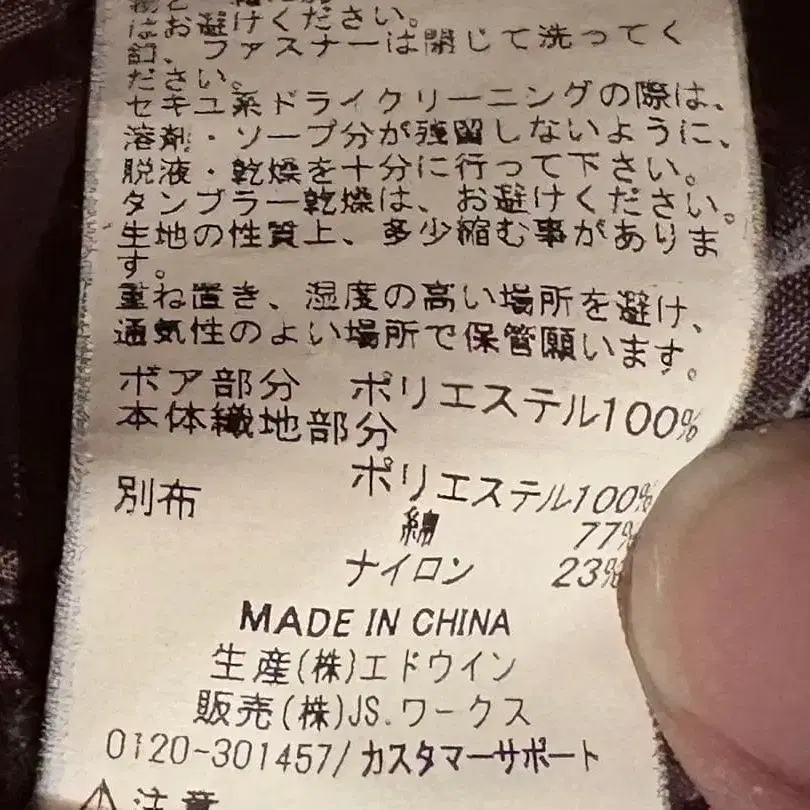 はお避けください。
釦、ファスナーは閉じて洗ってく
ださい。
セキユ系ドライクリーニングの際は、
溶剤・ソープ分が残留しないように、
脱液・乾燥を十分に行って下さい。
タンブラー乾燥は、お避けください。
生地の性質上、多少縮む事がありま
す。
重ね置き、湿度の高い場所を避け、
通気性のよい場所で保管願います。
ボア部分 ポリエステル100%
本体織地部分
ポリエステル100%
別布
綿 77%
ナイロン 23%
MADE IN CHINA
生産(株)エドウイン
販売(株)JS.ワークス
0120-301457/カスタマーサポート
⚠注意